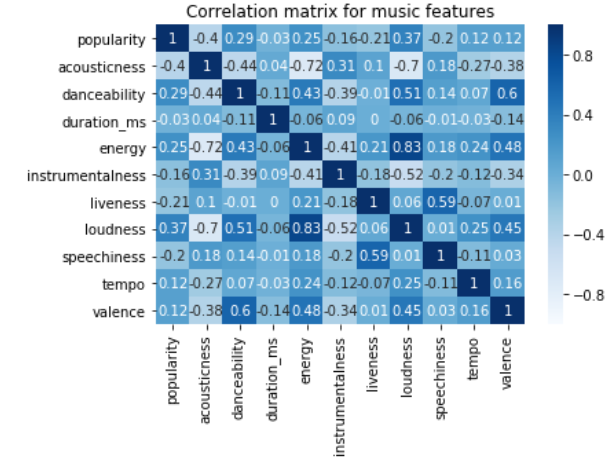 Correlation matrix for music features
popularity 1 -0.4 0.29 -0.03 0.25 -0.16 -0.21 0.37 -0.2 0.12 0.12
acousticness -0.4 1 -0.44 0.04 -0.72 0.31 0.1 -0.7 0.18 -0.27 -0.38
danceability 0.29 -0.44 1 -0.11 0.43 -0.39 -0.01 0.51 0.14 0.07 0.6
duration_ms -0.03 0.04 -0.11 1 -0.06 0.09 0 -0.06 -0.01 -0.03 -0.14
energy 0.25 -0.72 0.43 -0.06 1 -0.41 0.21 0.83 0.18 0.24 0.48
instrumentalness -0.16 0.31 -0.39 0.09 -0.41 1 -0.18 -0.52 -0.2 -0.12 -0.34
liveness -0.21 0.1 -0.01 0 0.21 -0.18 1 0.06 0.59 -0.07 0.01
loudness 0.37 -0.7 0.51 -0.06 0.83 -0.52 0.06 1 0.01 0.25 0.45
speechiness -0.2 0.18 0.14 -0.01 0.18 -0.2 0.59 0.01 1 -0.11 0.03
tempo 0.12 -0.27 0.07 -0.03 0.24 -0.12 -0.07 0.25 -0.11 1 0.16
valence 0.12 -0.38 0.6 -0.14 0.48 -0.34 0.01 0.45 0.03 0.16 1
popularity
acousticness
danceability
duration_ms
energy
instrumentalness
liveness
loudness
speechiness
tempo
valence
0.8
0.4
0.0
-0.4
-0.8